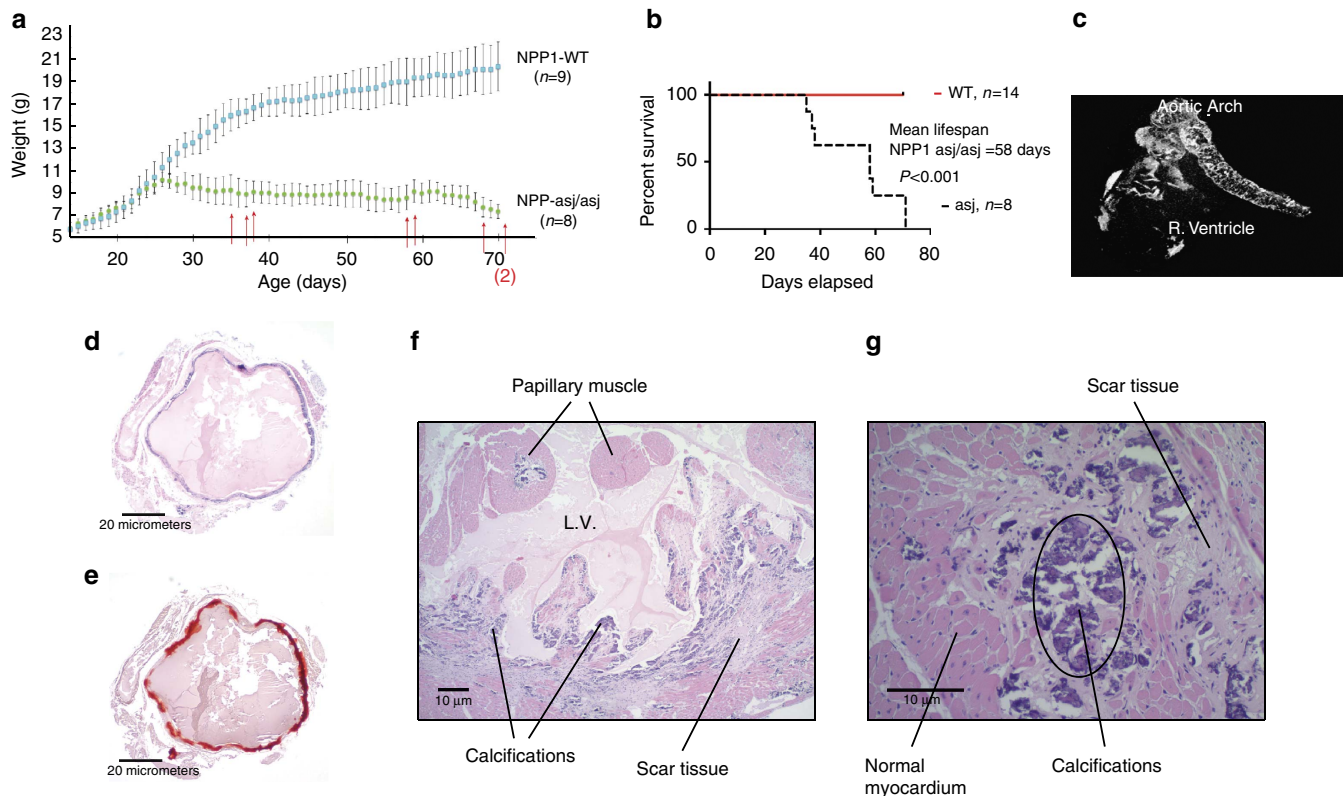 a
23
21
19
17
15
13
11
9
7
5
Weight (g)
20
30
40
50
60
70
(2)
Age (days)
NPP1-WT
(n=9)
NPP-asj/asj
(n=8)
b
100
50
0
Percent survival
0
20
40
60
80
Days elapsed
WT, n=14
Mean lifespan
NPP1 asj/asj =58 days
P<0.001
asj, n=8
c
Aortic Arch
R. Ventricle
d
20 micrometers
e
20 micrometers
f
Papillary muscle
L.V.
10 μm
Calcifications
Scar tissue
g
Scar tissue
10 μm
Normal
myocardium
Calcifications